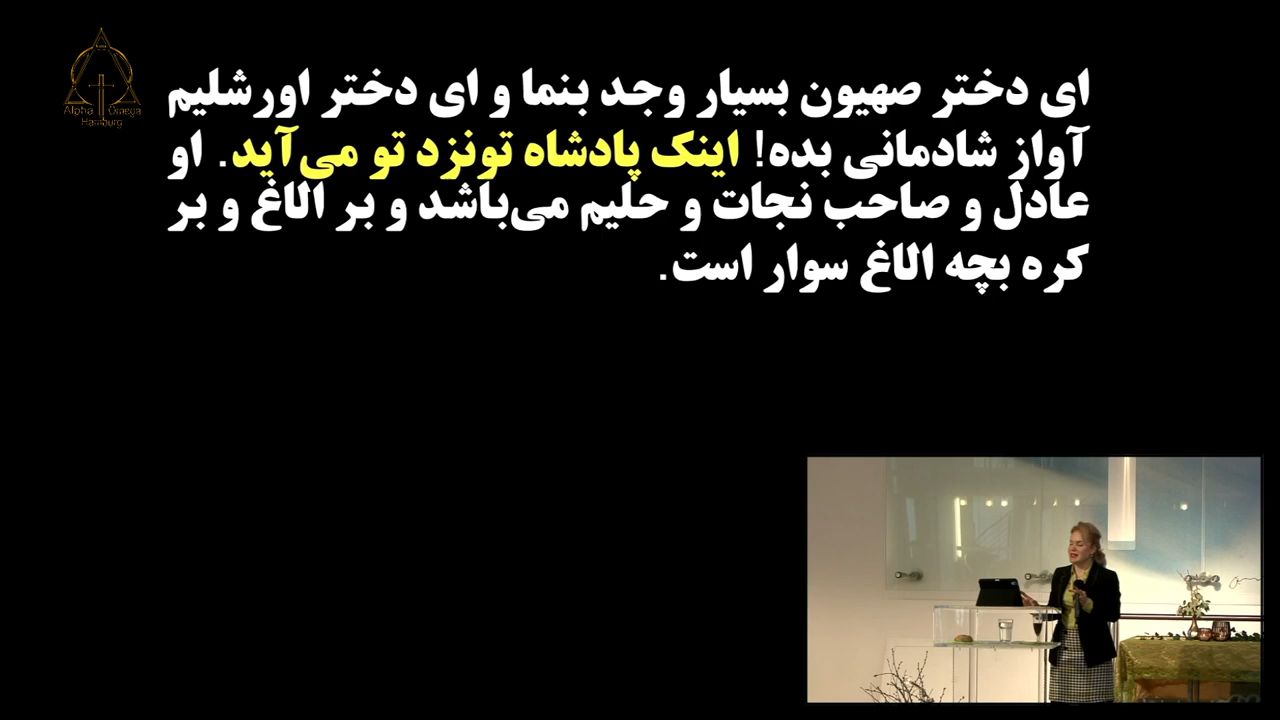 Alpha Omega
Hamburg
ای دختر صهیون بسیار وجد بنما و ای دختر اورشلیم
آواز شادمانی بده! اینک پادشاه تونزد تو می‌آید. او
عادل و صاحب نجات و حلیم می‌باشد و بر الاغ و بر
کره بچه الاغ سوار است.